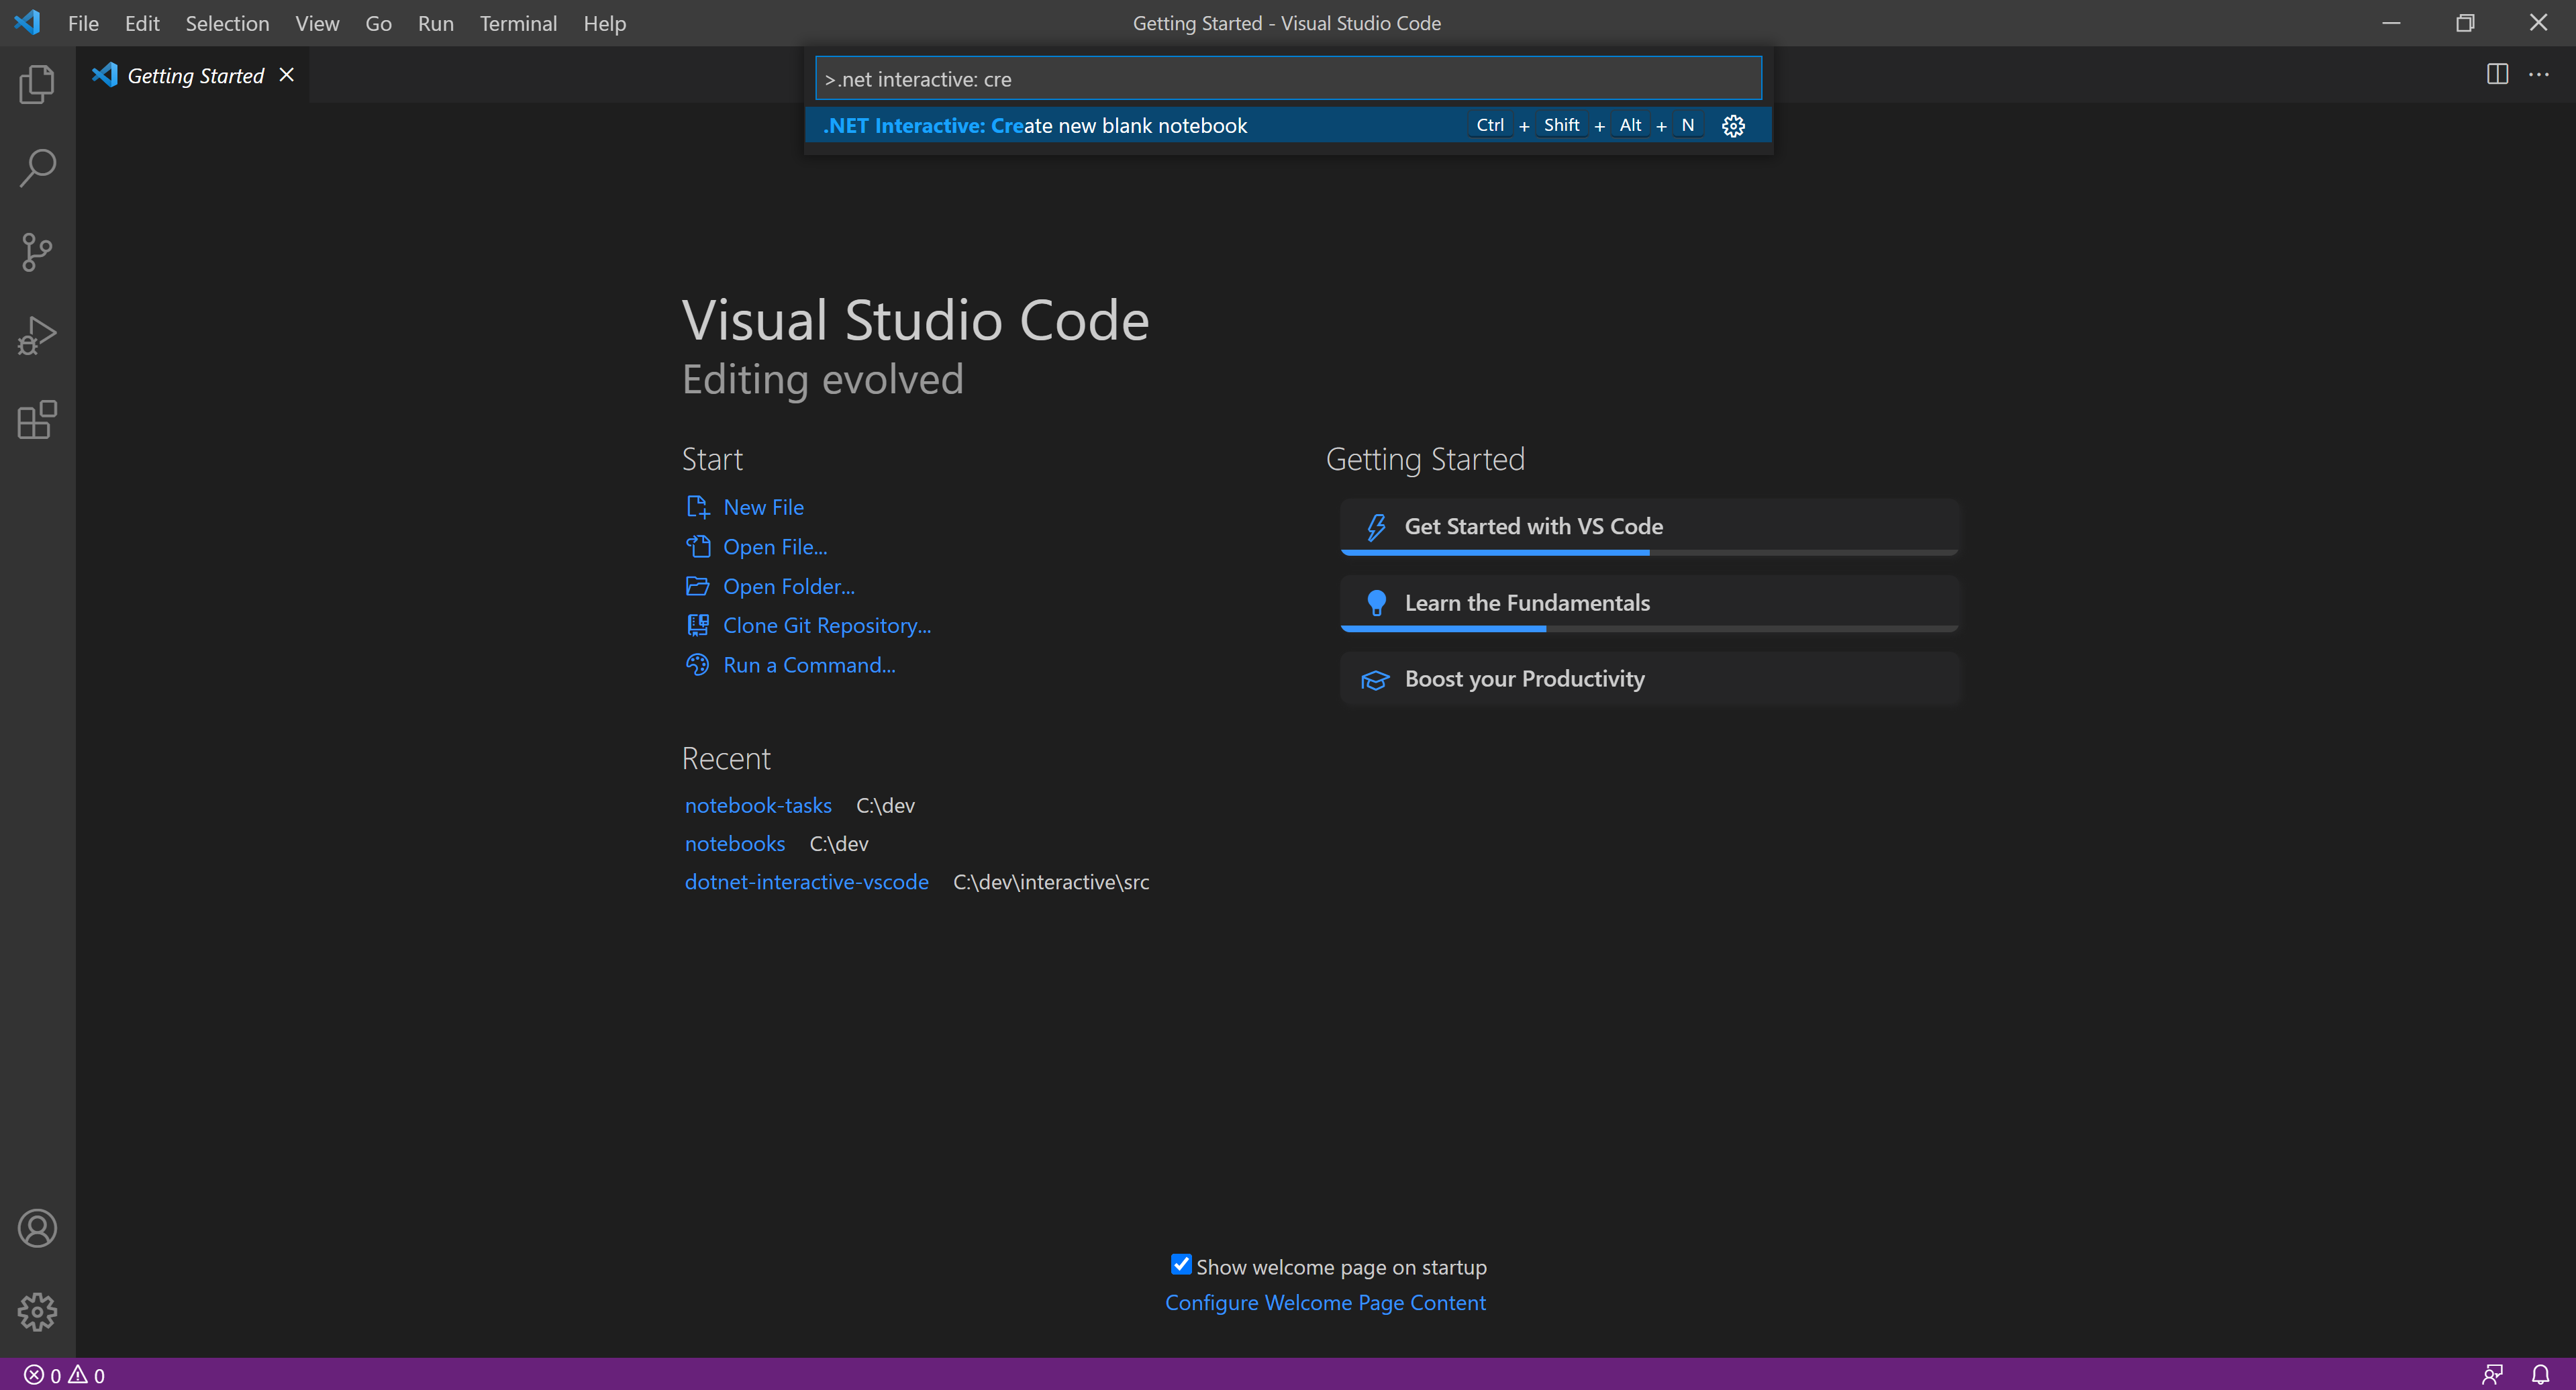 File Edit Selection View Go Run Terminal Help
Getting Started - Visual Studio Code
Getting Started
>.net interactive: cre
.NET Interactive: Create new blank notebook Ctrl + Shift + Alt + N
Visual Studio Code
Editing evolved
Start
New File
Open File...
Open Folder...
Clone Git Repository...
Run a Command...
Recent
notebook-tasks C:\dev
notebooks C:\dev
dotnet-interactive-vscode C:\dev\interactive\src
Getting Started
Get Started with VS Code
Learn the Fundamentals
Boost your Productivity
Show welcome page on startup
Configure Welcome Page Content
0 0